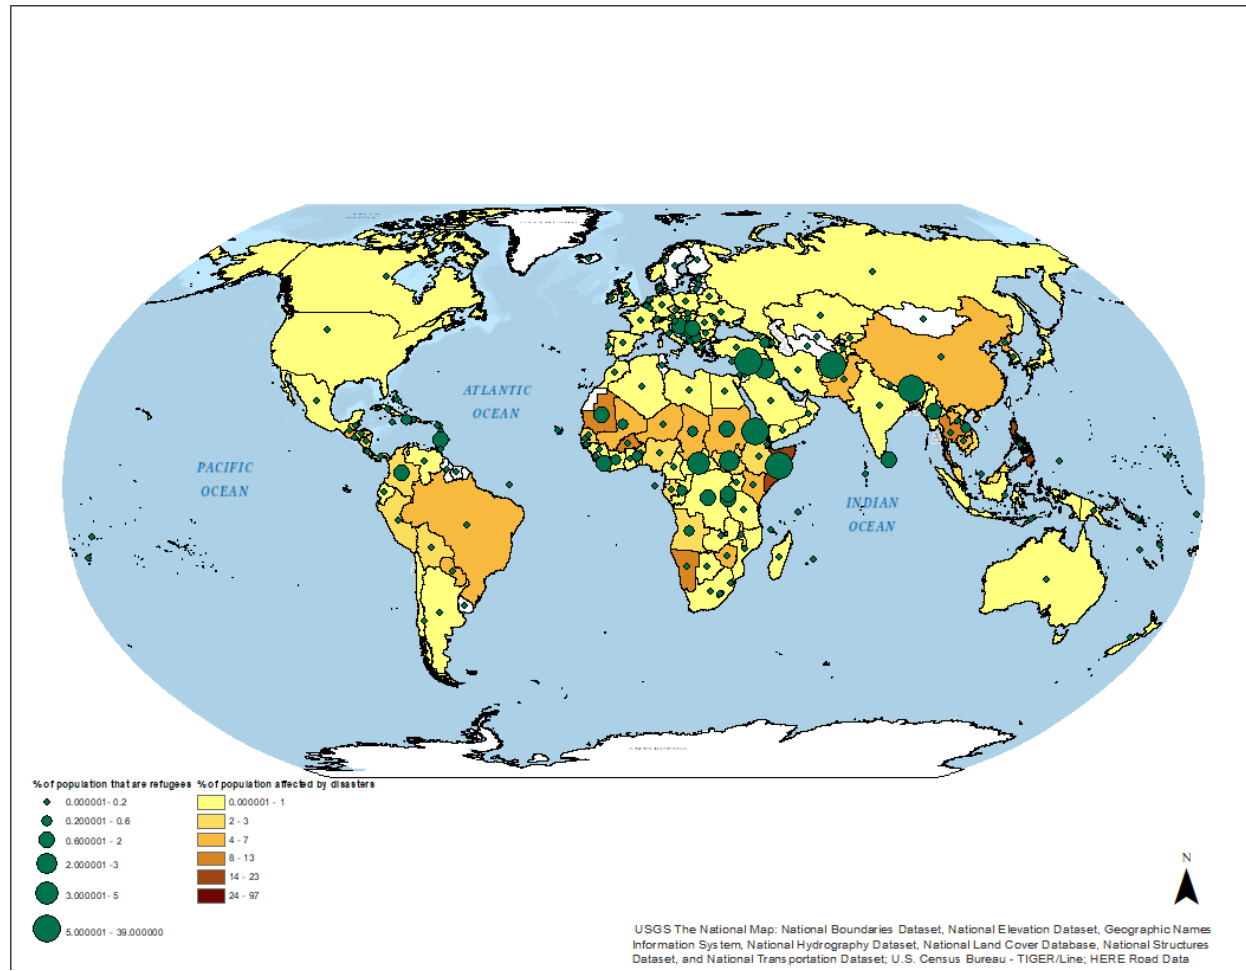 ATLANTIC
OCEAN
PACIFIC
OCEAN
INDIAN
OCEAN
% of population that are refugees
0.000001- 0.2
0.200001 - 0.6
0.600001 - 2
2.000001 -3
3.000001- 5
5.000001 - 39.000000
% of population affected by disasters
0.000001 - 1
2 - 3
4 - 7
8 - 13
14 - 23
24 - 97
N
USGS The National Map: National Boundaries Dataset, National Elevation Dataset, Geographic Names
Information System, National Hydrography Dataset, National Land Cover Database, National Structures
Dataset, and National Transportation Dataset; U.S. Census Bureau - TIGER/Line; HERE Road Data